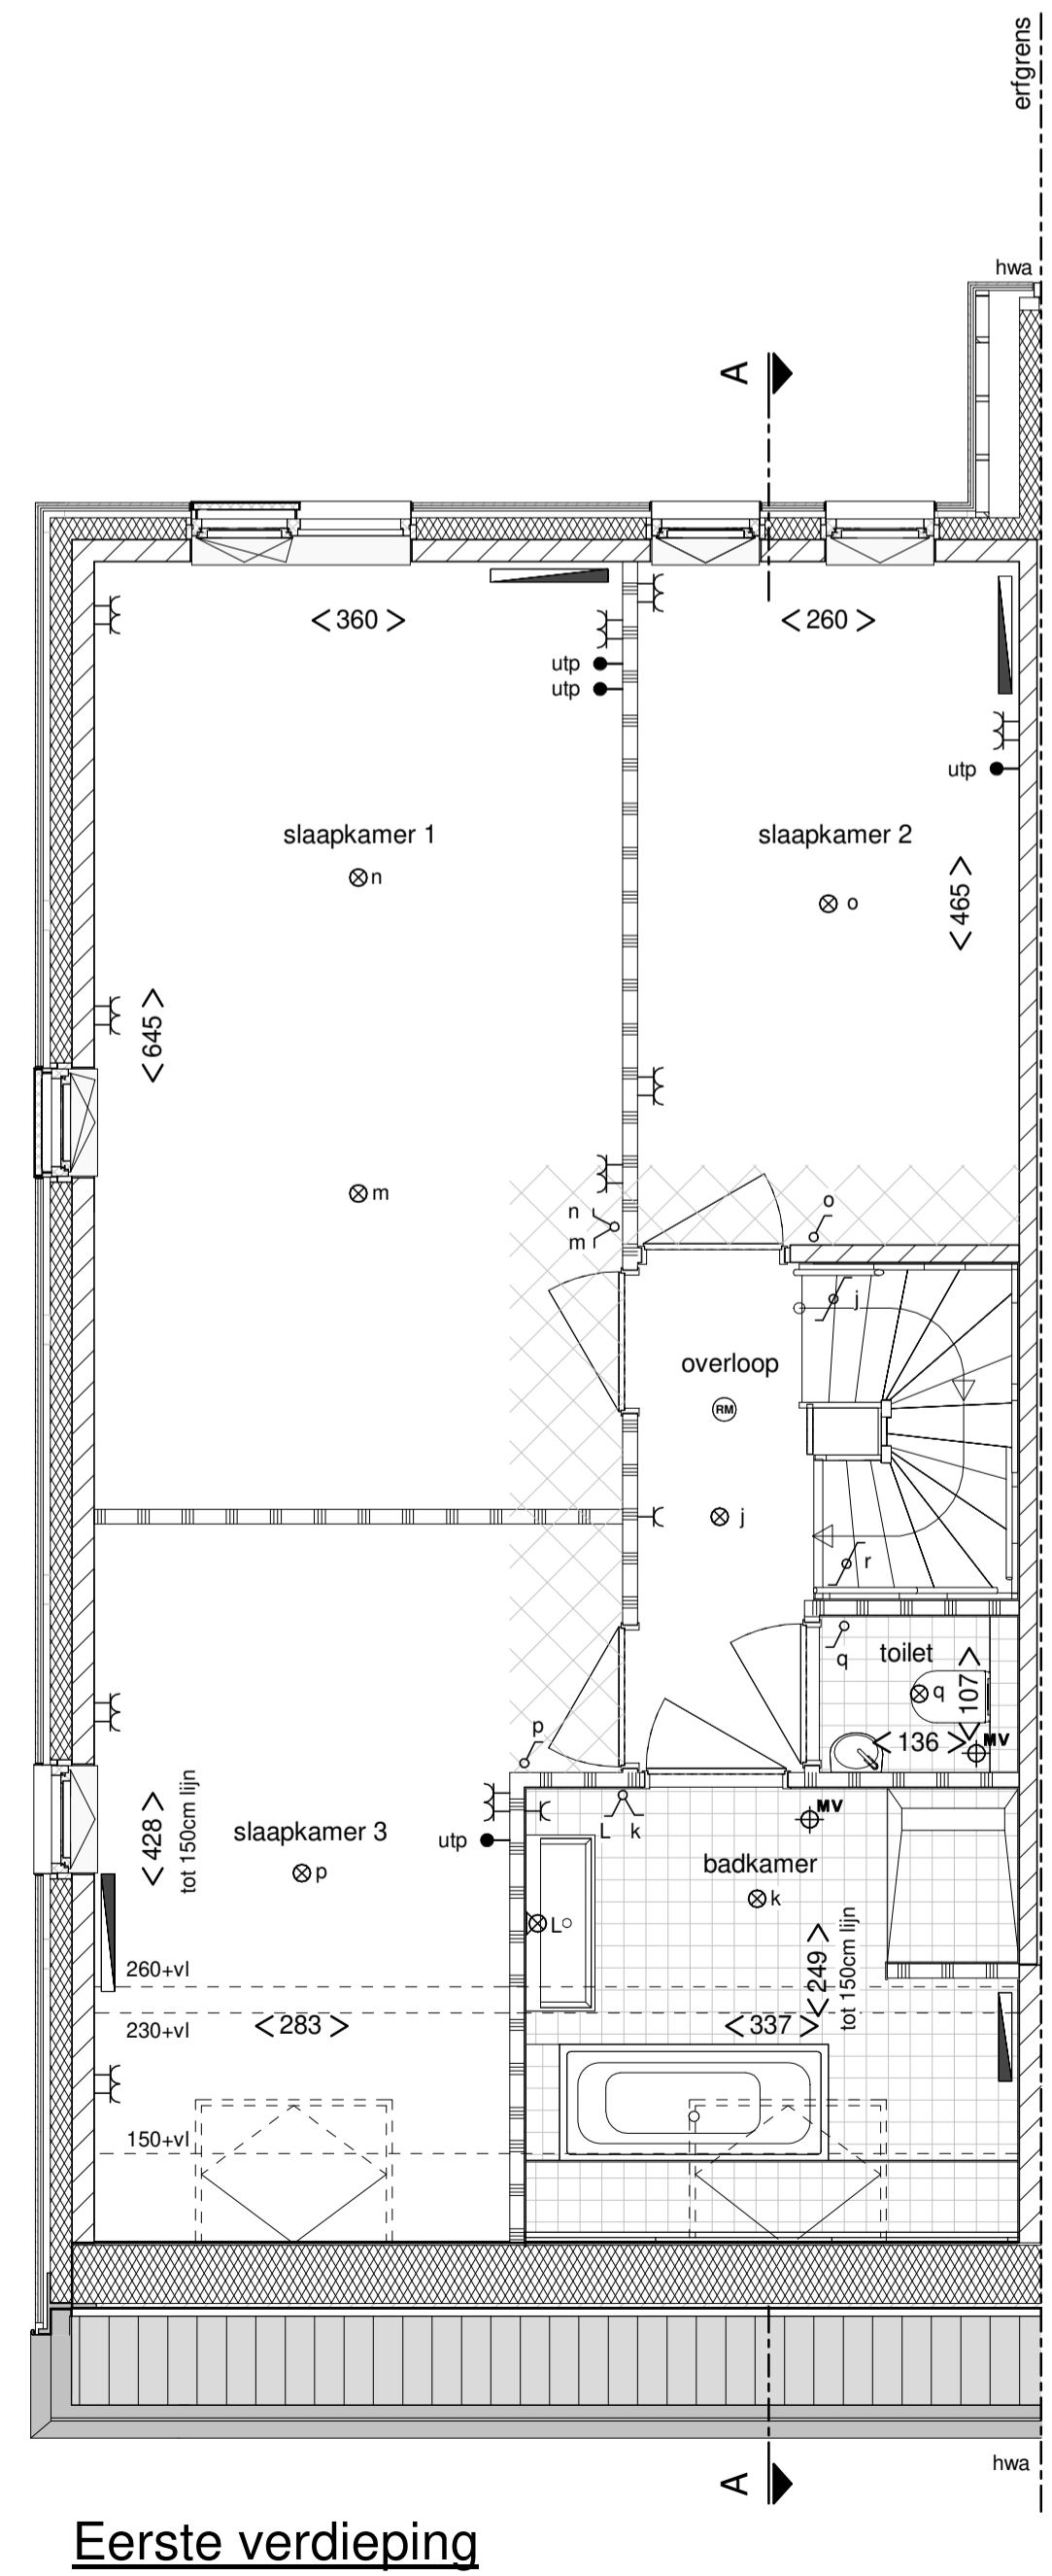 erfgrens
hwa
A
< 360 >
< 260 >
utp
utp
utp
slaapkamer 1
slaapkamer 2
n
o
< 465 >
< 645 >
m
n
m
o
j
overloop
RM
j
r
q
toilet
q
< 107 >
< 136 >
MV
p
L k
MV
< 428 >
tot 150cm lijn
slaapkamer 3
utp
p
badkamer
k
L
< 249 >
tot 150cm lijn
260+vl
230+vl
< 283 >
< 337 >
150+vl
A
hwa
Eerste verdieping